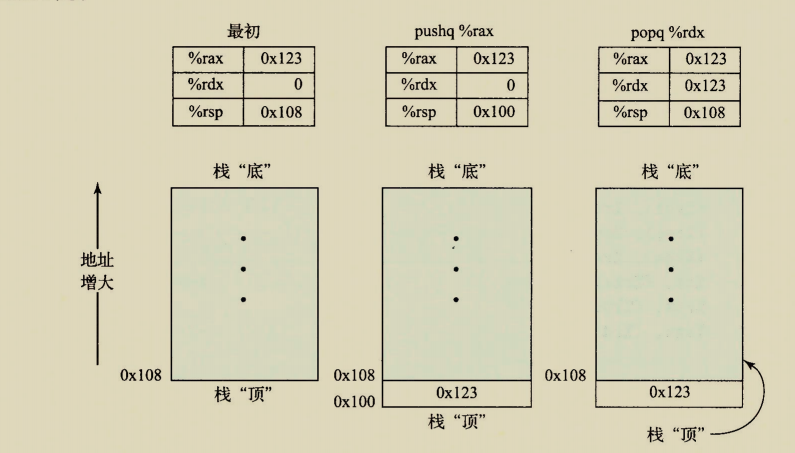 最初
%rax 0x123
%rdx 0
%rsp 0x108
pushq %rax
%rax 0x123
%rdx 0
%rsp 0x100
popq %rdx
%rax 0x123
%rdx 0x123
%rsp 0x108
栈“底”
栈“底”
栈“底”
地址
增大
0x108
栈“顶”
0x108
0x100
0x123
栈“顶”
0x108
0x123
栈“顶”